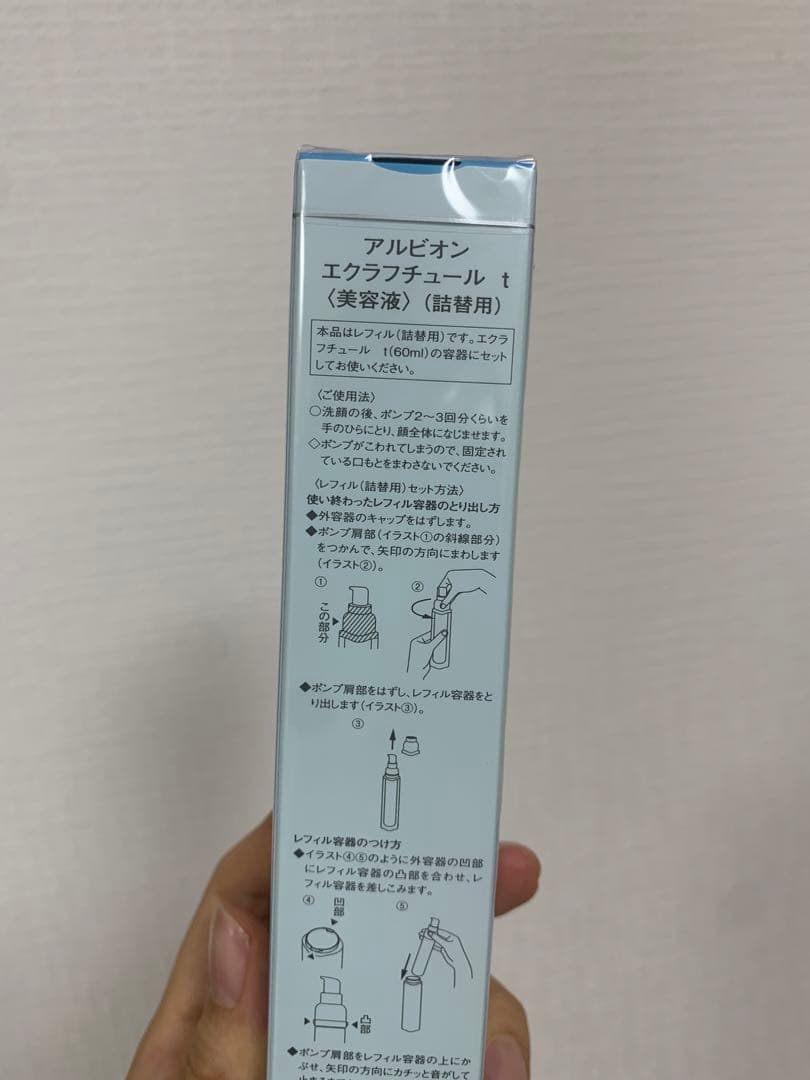 アルビオン
エクラフチュール t
〈美容液〉(詰替用)
本品はレフィル(詰替用)です。エクラ
フチュール t(60ml)の容器にセット
してお使いください。
〈ご使用法〉
○洗顔の後、ポンプ2〜3回分くらいを
手のひらにとり、顔全体になじませます。
◇ポンプがこわれてしまうので、固定され
ている口もとをまわさないでください。
〈レフィル(詰替用)セット方法〉
使い終わったレフィル容器のとり出し方
◆外容器のキャップをはずします。
◆ポンプ肩部(イラスト①の斜線部分)
をつかんで、矢印の方向にまわします
(イラスト②)。
① ②
この部分
◆ポンプ肩部をはずし、レフィル容器をと
り出します(イラスト③)。
③
レフィル容器のつけ方
◆イラスト④⑤のように外容器の凹部
にレフィル容器の凸部を合わせ、レ
フィル容器を差しこみます。
④ 凹部 ⑤
凸部
◆ポンプ肩部をレフィル容器の上にか
ぶせ、矢印の方向にカチッと音がして